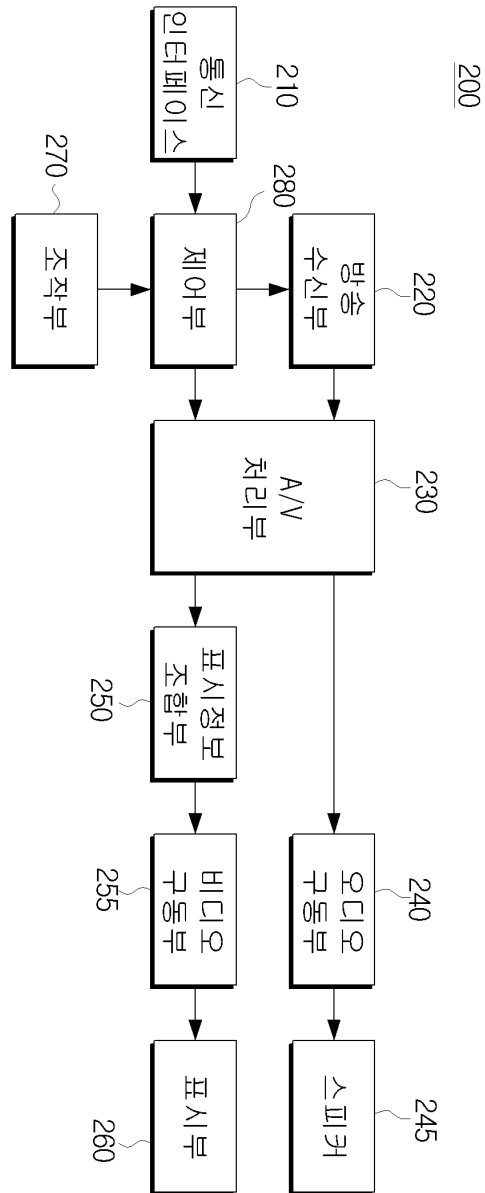 200
210
통신
인터페이스
220
방송
수신부
280
제어부
270
조작부
230
A/V
처리부
240
오디오
구동부
245
스피커
250
표시정보
조합부
255
비디오
구동부
260
표시부